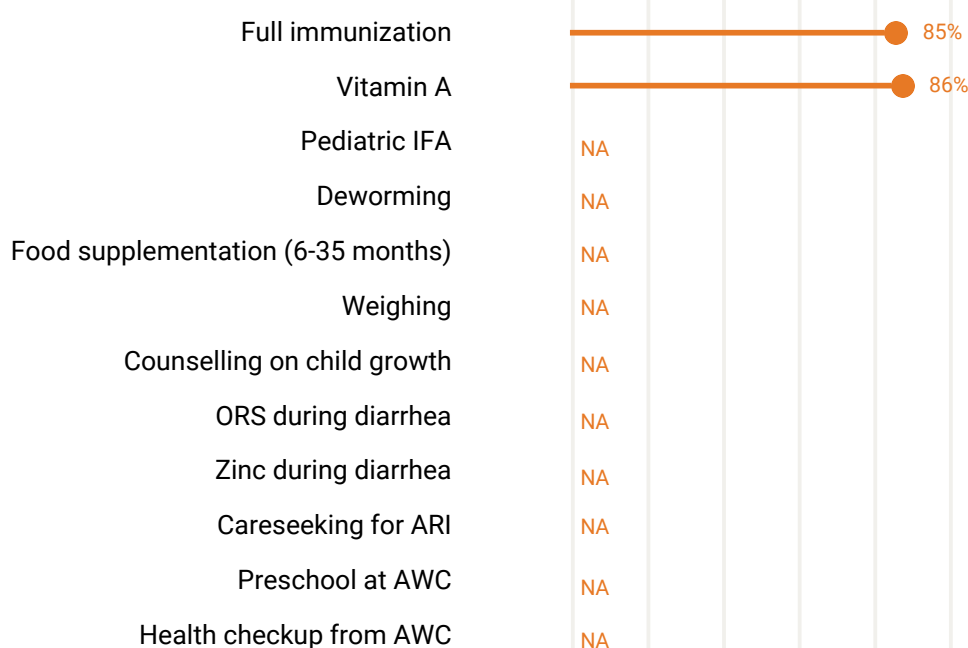 Full immunization 85%
Vitamin A 86%
Pediatric IFA NA
Deworming NA
Food supplementation (6-35 months) NA
Weighing NA
Counselling on child growth NA
ORS during diarrhea NA
Zinc during diarrhea NA
Careseeking for ARI NA
Preschool at AWC NA
Health checkup from AWC NA